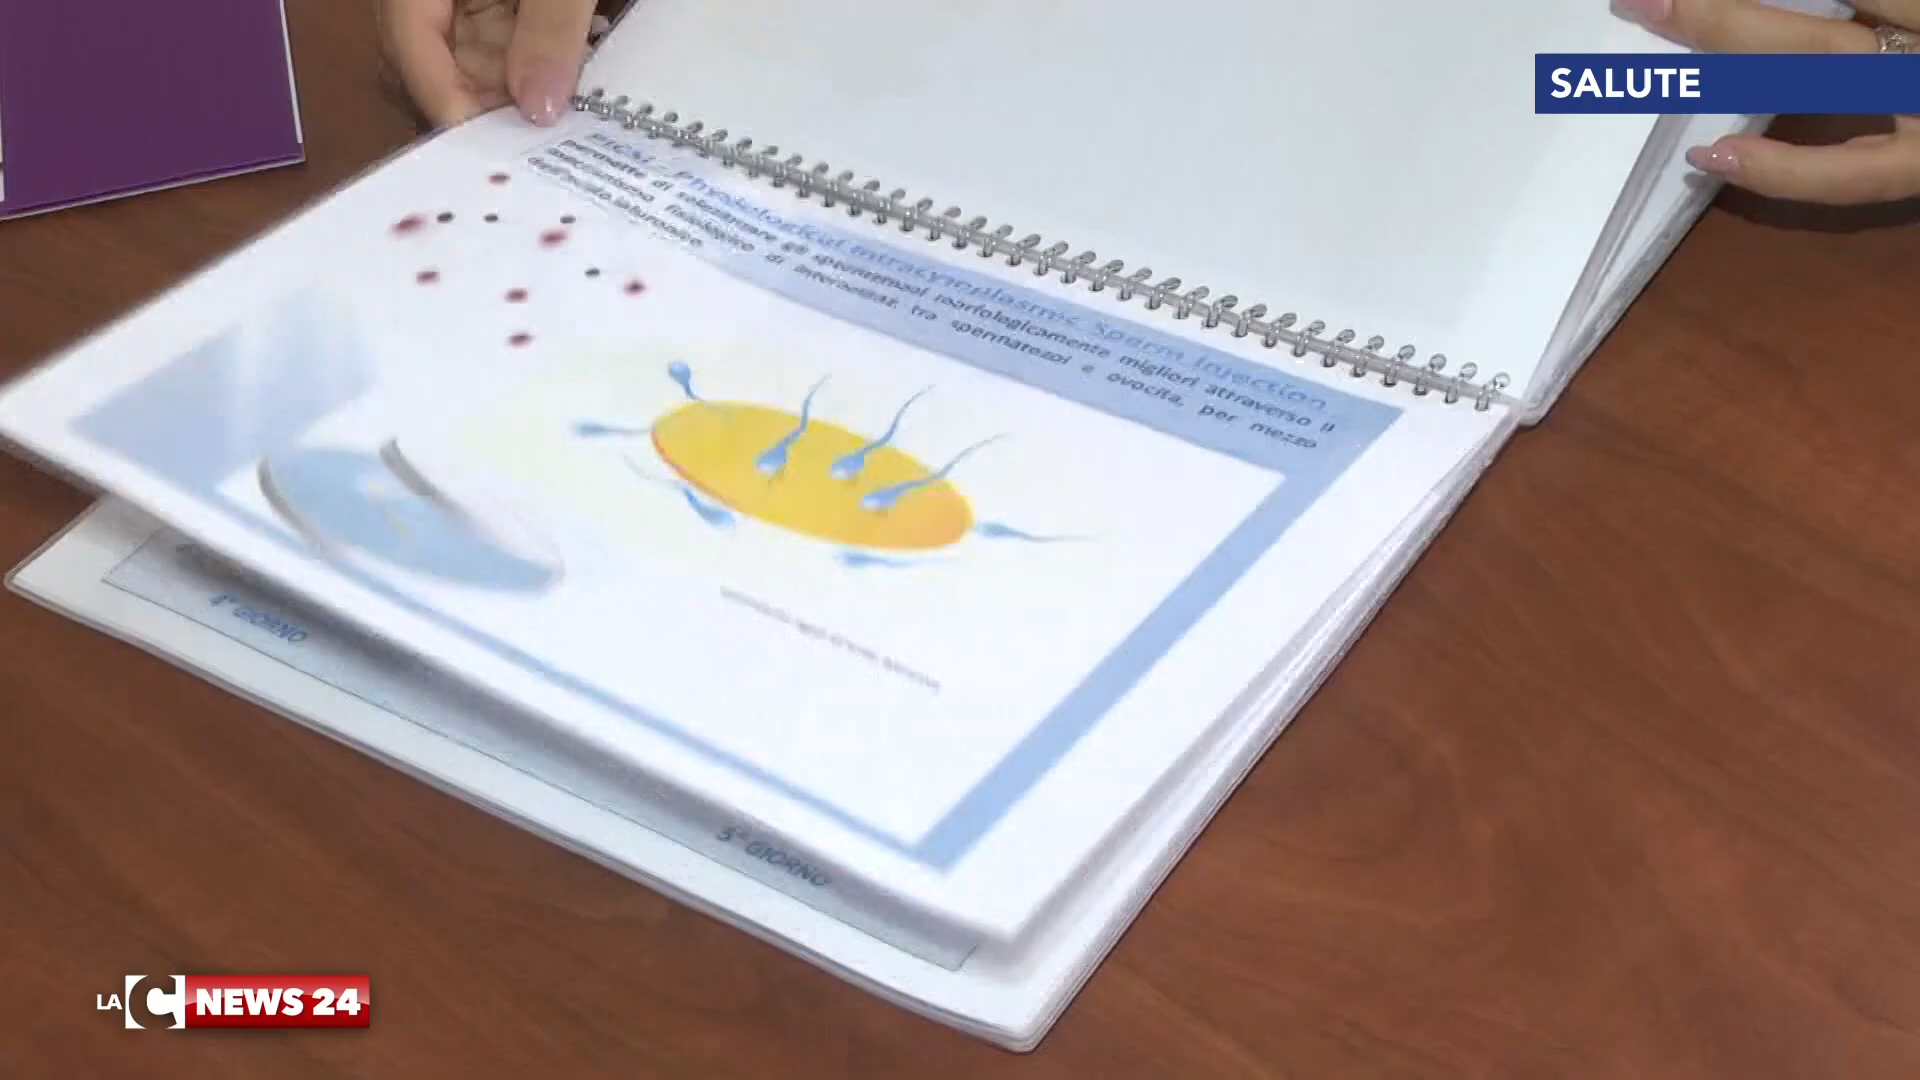 SALUTE
PICSI - Physiological Intracytoplasmic Sperm Injection
permette di selezionare gli spermatozoi morfologicamente migliori attraverso il
meccanismo fisiologico di interazione tra spermatozoi e ovocita, per mezzo
dell'acido ialuronico
4° GIORNO
5° GIORNO
LA C NEWS 24